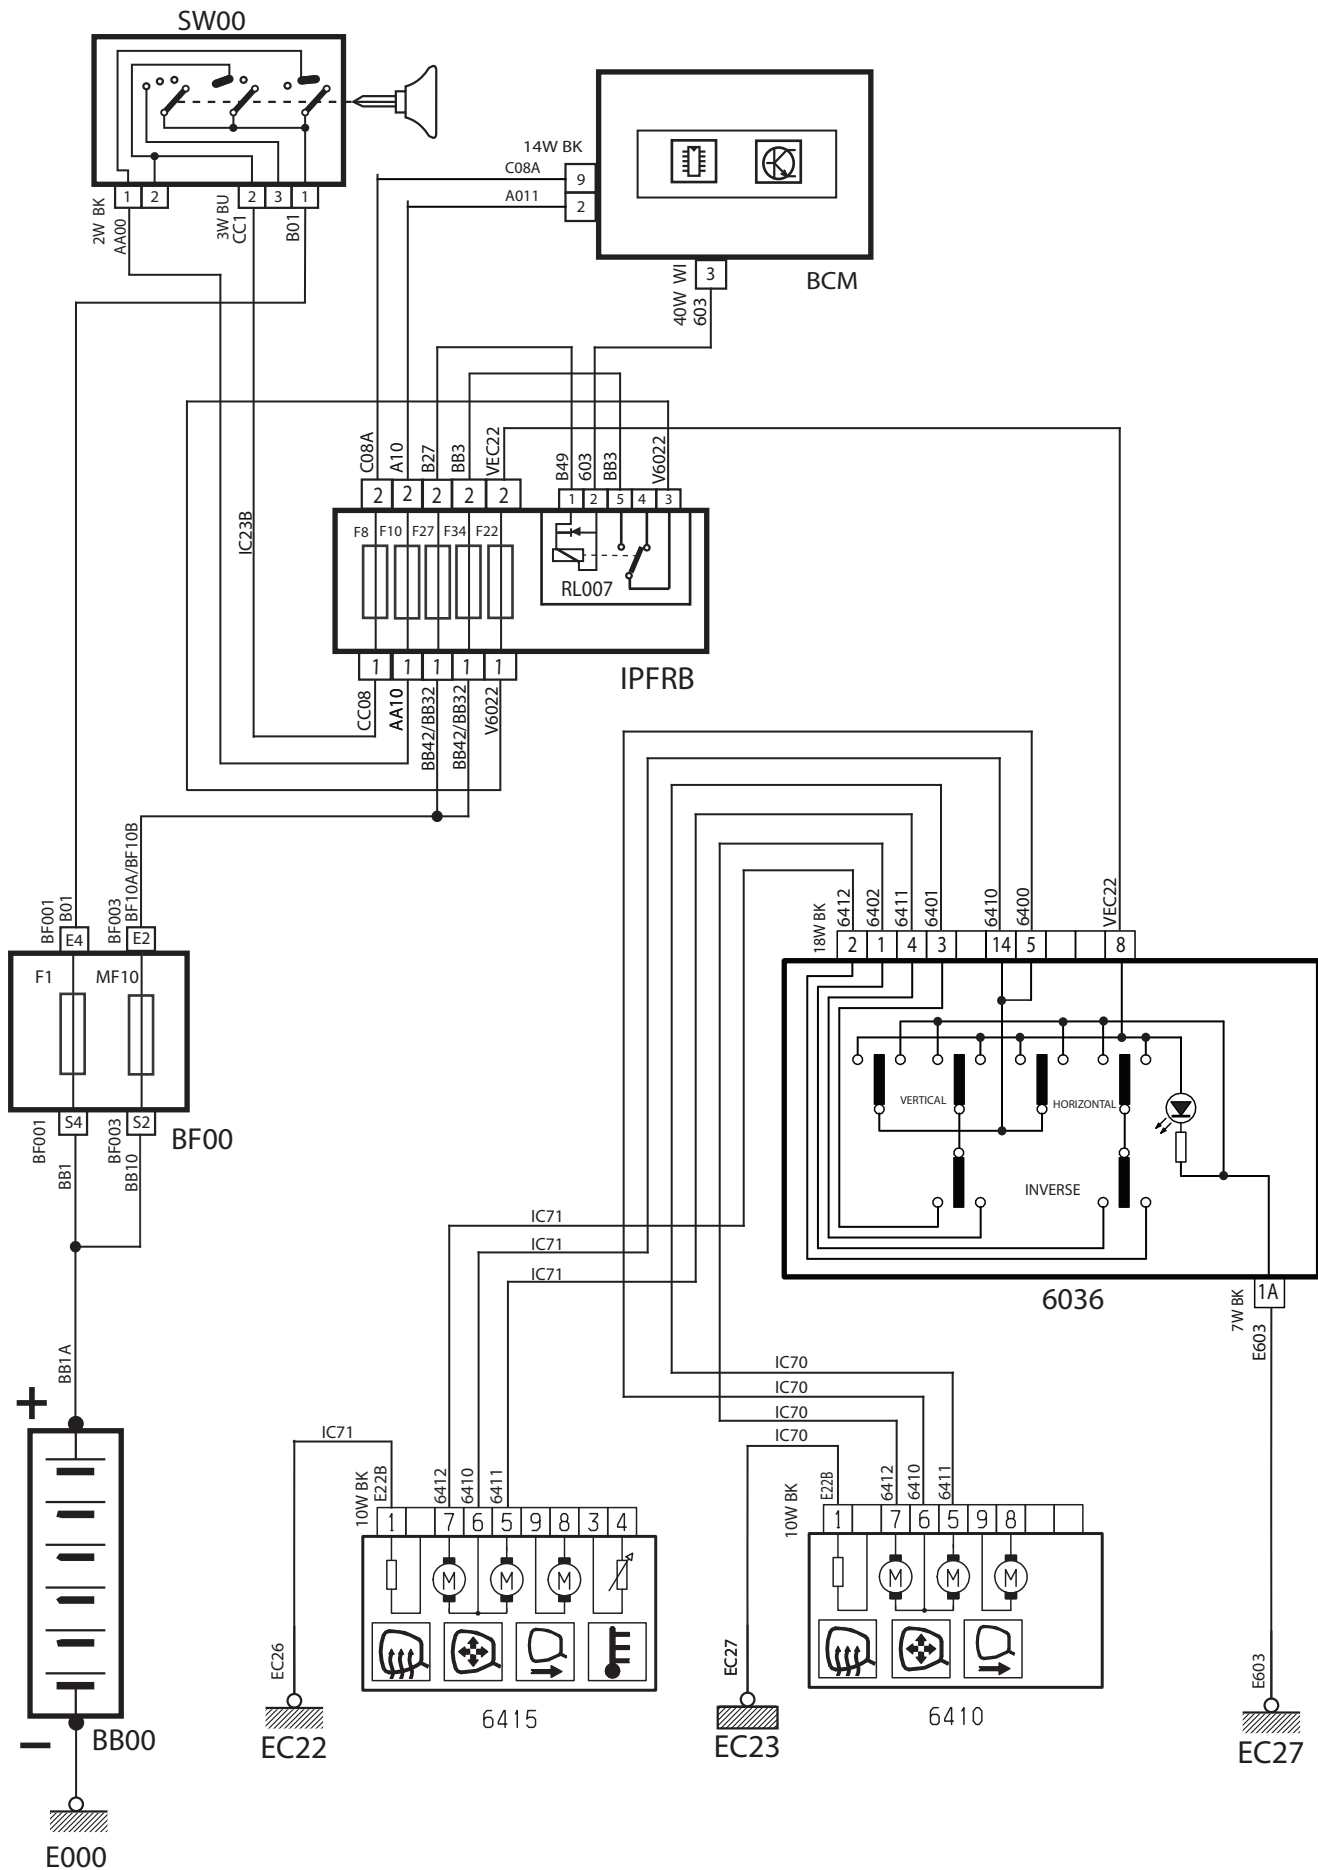 SW00
1 2 2 3 1
2W BK
AA00
3W BU
CC1
B01
14W BK
C08A
9
A011
2
BCM
3
40W WI
603
IC23B
C08A
A10
B27
BB3
VEC22
B49
603
BB3
V6022
2 2 2 2 2
1 2 5 4 3
F8 F10 F27 F34 F22
RL007
1 1 1 1 1
IPFRB
CC08
AA10
BB42/BB32
BB42/BB32
V6022
BF001
B01
BF003
BF10A/BF10B
E4 E2
F1 MF10
S4 S2
BF00
BF001
BB1
BF003
BB10
BB1A
+
−
BB00
E000
18W BK
6412
6402
6411
6401
6410
6400
VEC22
2 1 4 3 14 5 8
VERTICAL
HORIZONTAL
INVERSE
6036
1A
7W BK
E603
E603
EC27
IC71
IC71
IC71
IC70
IC70
IC70
IC70
IC71
10W BK
E22B
6412
6410
6411
1 7 6 5 9 8 3 4
M M M
6415
EC26
EC22
10W BK
E22B
6412
6410
6411
1 7 6 5 9 8
M M M
6410
EC27
EC23